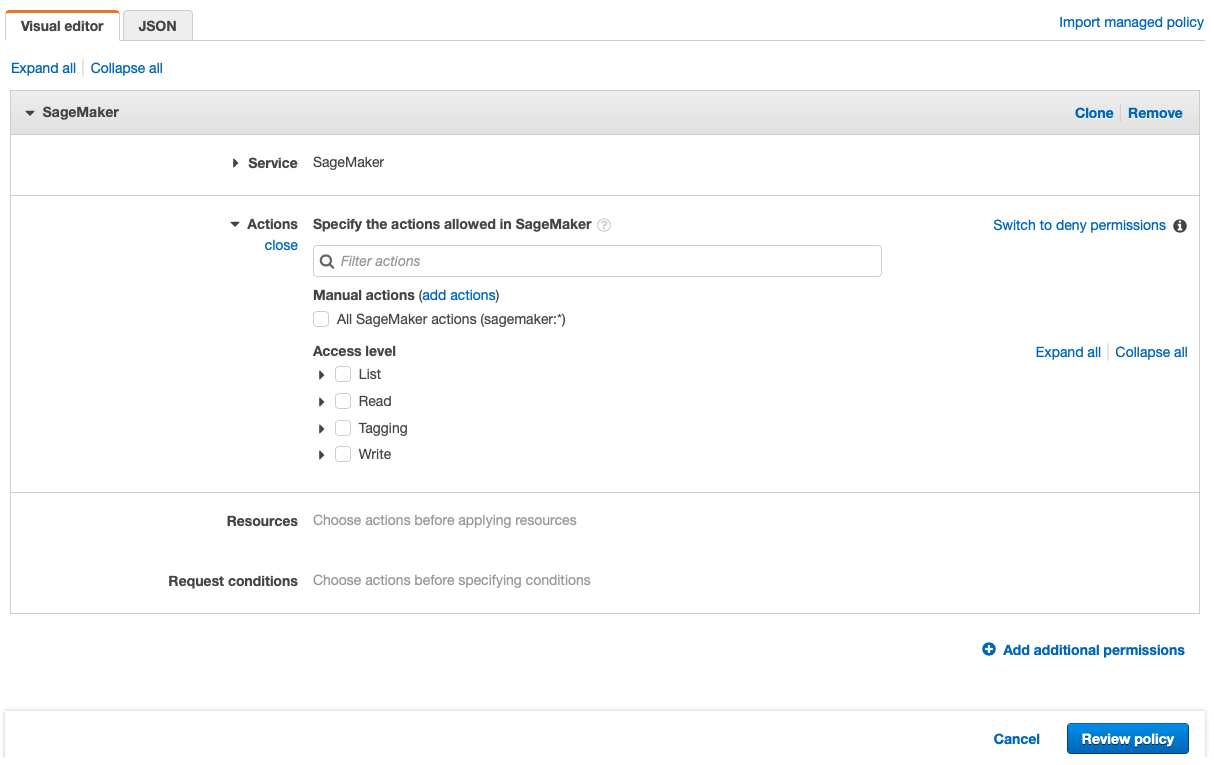 Visual editor
JSON
Import managed policy
Expand all
Collapse all
SageMaker
Clone
Remove
Service
SageMaker
Actions
Specify the actions allowed in SageMaker ?
Switch to deny permissions i
close
Filter actions
Manual actions (add actions)
All SageMaker actions (sagemaker:*)
Access level
Expand all
Collapse all
List
Read
Tagging
Write
Resources
Choose actions before applying resources
Request conditions
Choose actions before specifying conditions
Add additional permissions
Cancel
Review policy